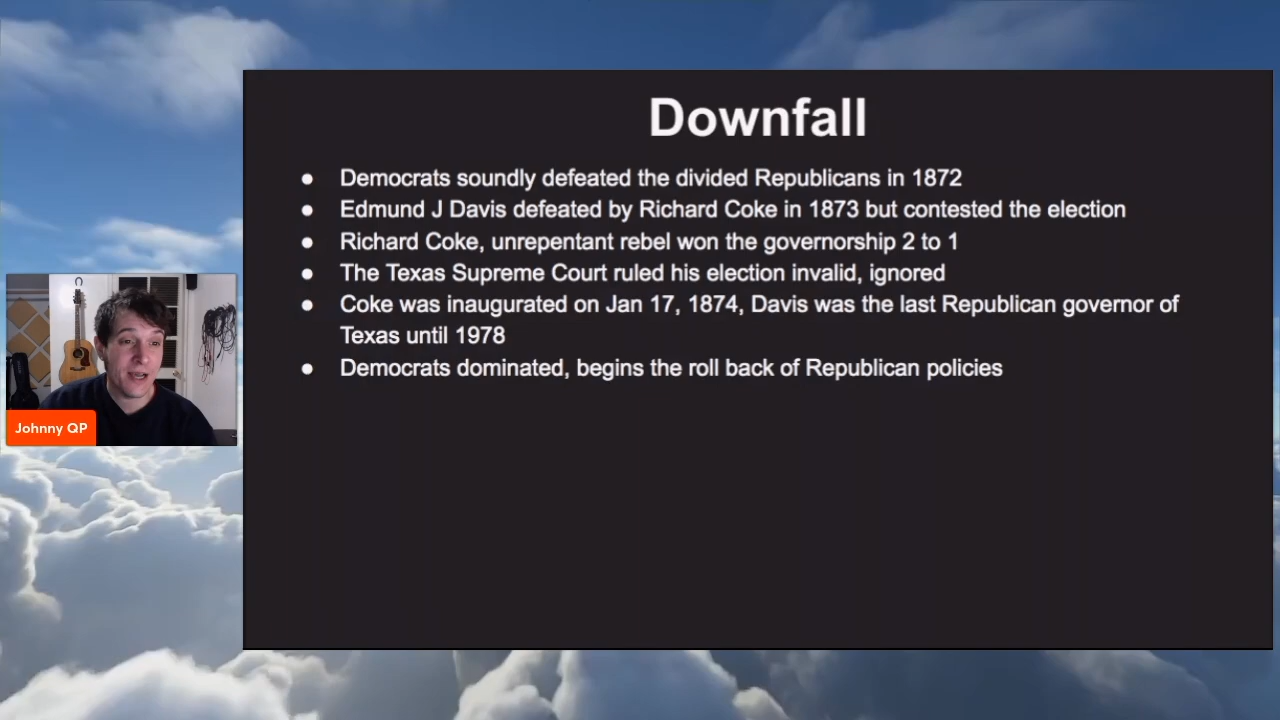 Downfall
● Democrats soundly defeated the divided Republicans in 1872
● Edmund J Davis defeated by Richard Coke in 1873 but contested the election
● Richard Coke, unrepentant rebel won the governorship 2 to 1
● The Texas Supreme Court ruled his election invalid, ignored
● Coke was inaugurated on Jan 17, 1874, Davis was the last Republican governor of
Texas until 1978
● Democrats dominated, begins the roll back of Republican policies
Johnny QP